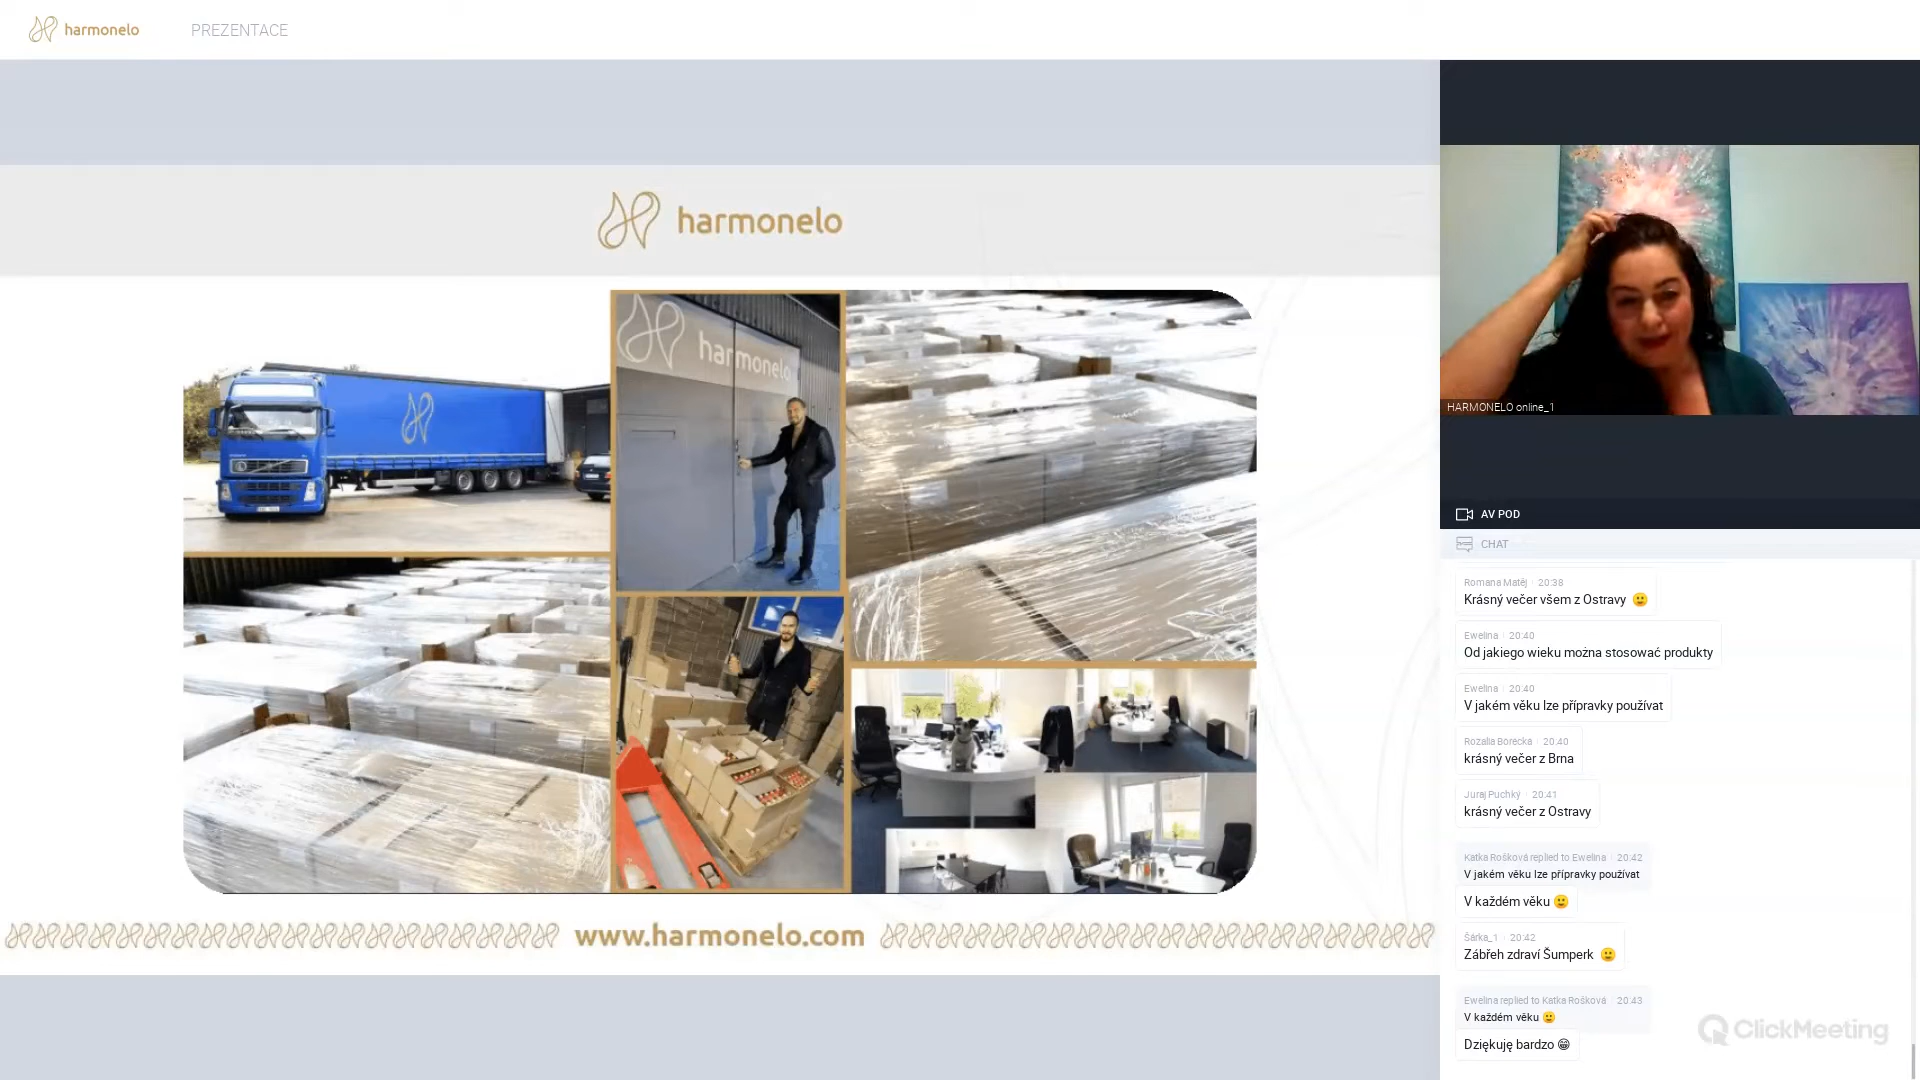 harmonelo
PREZENTACE
harmonelo
harmonelo
www.harmonelo.com
HARMONELO online_1
AV POD
CHAT
Romana Matěj 20:38
Krásný večer všem z Ostravy 🙂
Ewelina 20:40
Od jakiego wieku można stosować produkty
Ewelina 20:40
V jakém věku lze přípravky používat
Rozalia Borecka 20:40
krásný večer z Brna
Juraj Puchký 20:41
krásný večer z Ostravy
Katka Rošková replied to Ewelina 20:42
V jakém věku lze přípravky používat
V každém věku 🙂
Šárka_1 20:42
Zábřeh zdraví Šumperk 🙂
Ewelina replied to Katka Rošková 20:43
V každém věku 🙂
Dziękuję bardzo 😁
ClickMeeting